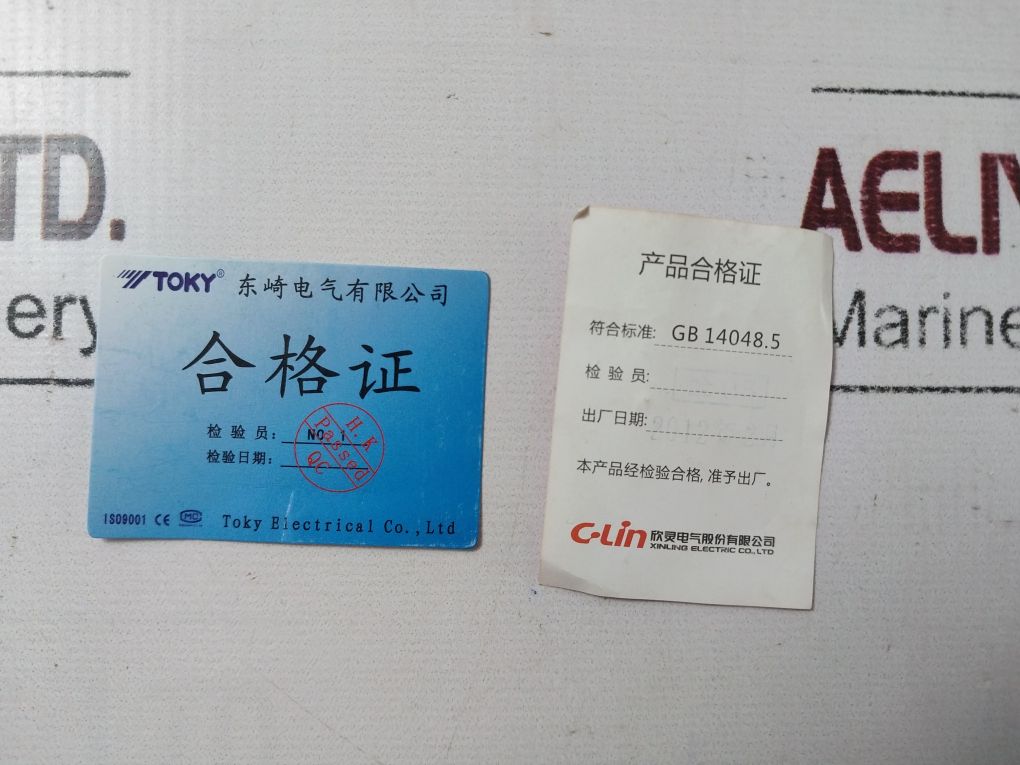 TD.
ery
AELIY
Marine
TOKY® 东崎电气有限公司
合格证
检 验 员: NO 1
检验日期:
H.K
Passed
QC
ISO9001 CE MC
Toky Electrical Co.,Ltd
产品合格证
符合标准: GB 14048.5
检 验 员:
出厂日期:
本产品经检验合格, 准予出厂。
C-Lin 欣灵电气股份有限公司
XINLING ELECTRIC CO.,LTD